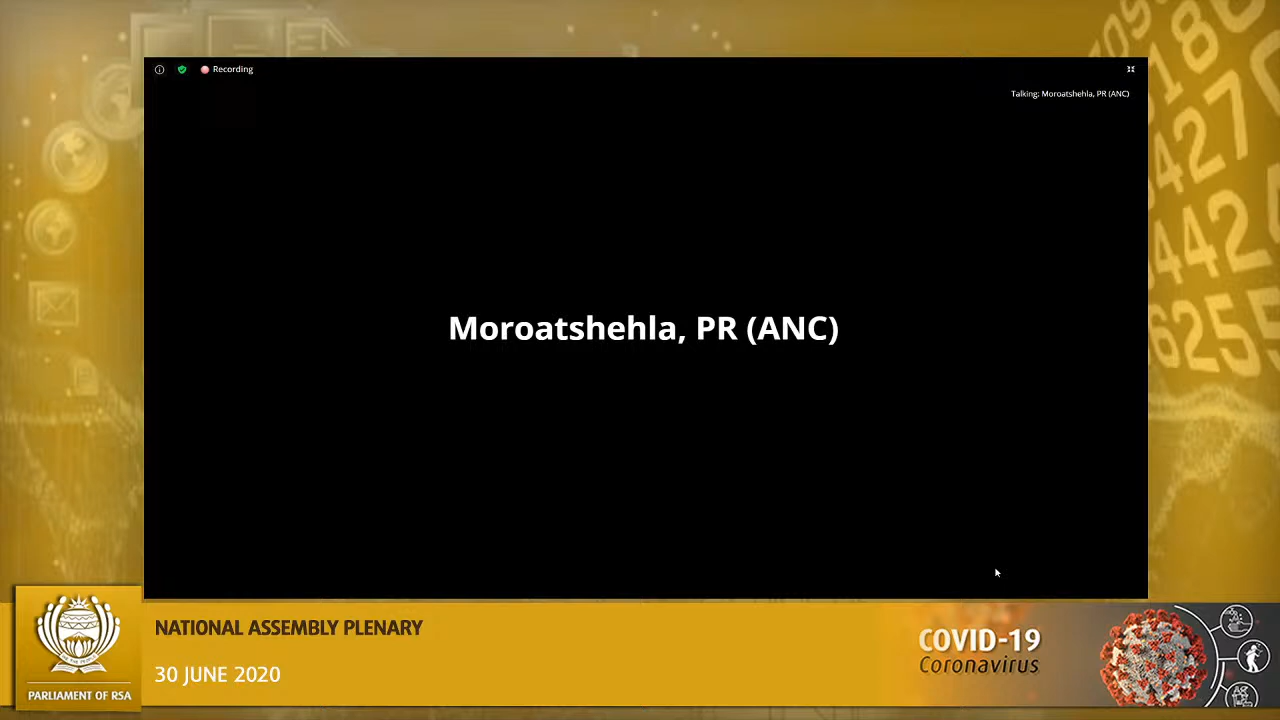 Recording
Talking: Moroatshehla, PR (ANC)
Moroatshehla, PR (ANC)
NATIONAL ASSEMBLY PLENARY
30 JUNE 2020
PARLIAMENT OF RSA
COVID-19
Coronavirus